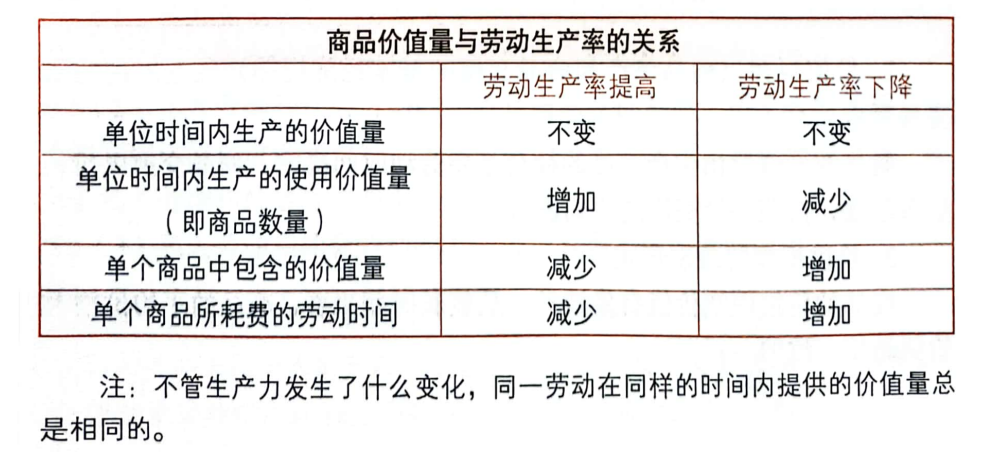 商品价值量与劳动生产率的关系
劳动生产率提高 劳动生产率下降
单位时间内生产的价值量 不变 不变
单位时间内生产的使用价值量
（即商品数量） 增加 减少
单个商品中包含的价值量 减少 增加
单个商品所耗费的劳动时间 减少 增加
注：不管生产力发生了什么变化，同一劳动在同样的时间内提供的价值量总
是相同的。